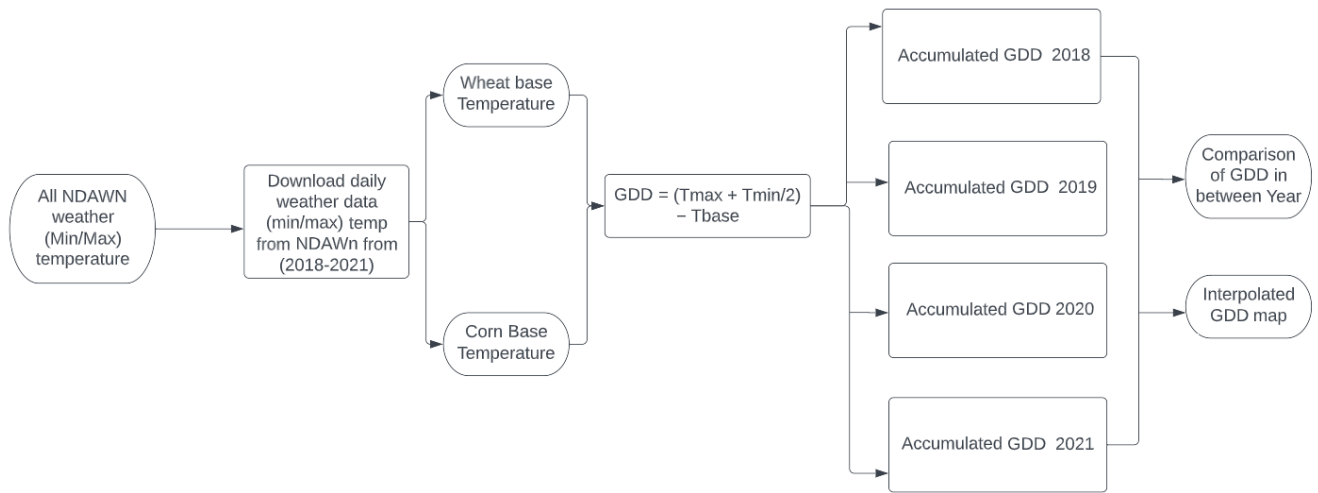 All NDAWN
weather
(Min/Max)
temperature
Download daily
weather data
(min/max) temp
from NDAWn from
(2018-2021)
Wheat base
Temperature
Corn Base
Temperature
GDD = (Tmax + Tmin/2)
− Tbase
Accumulated GDD  2018
Accumulated GDD  2019
Accumulated GDD 2020
Accumulated GDD  2021
Comparison
of GDD in
between Year
Interpolated
GDD map